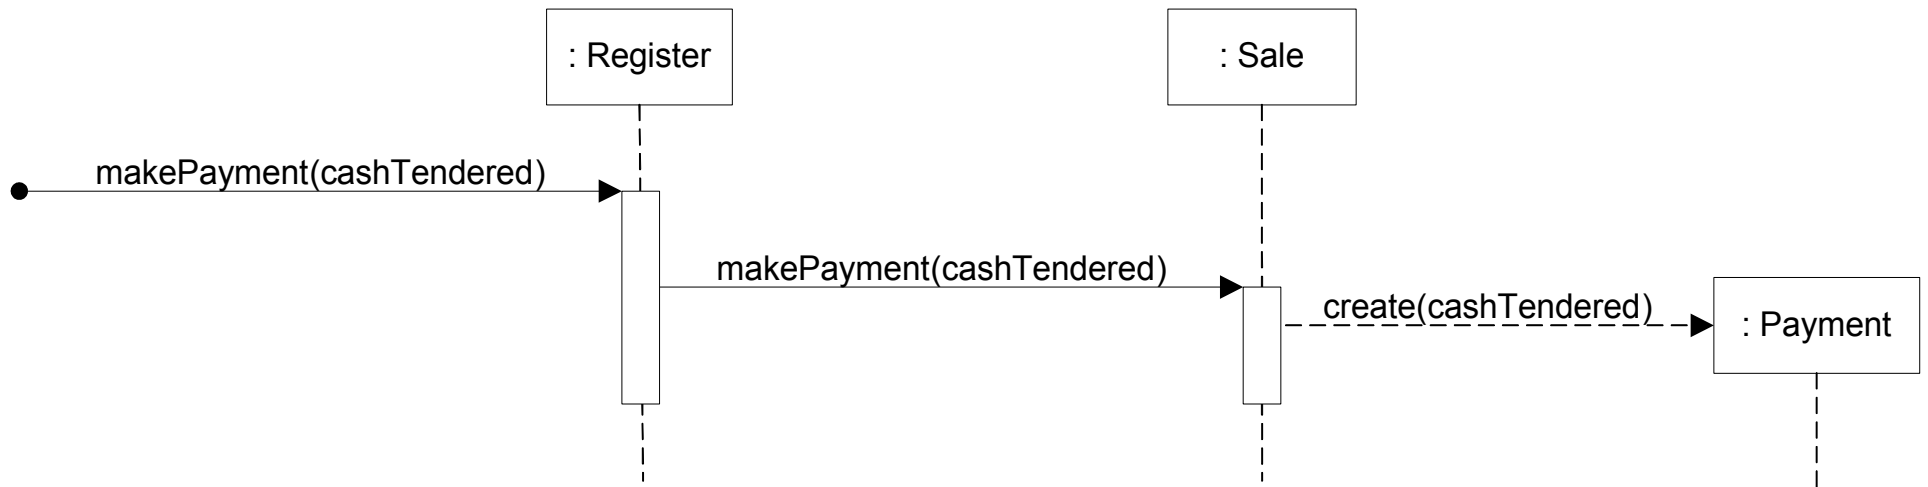 : Register
: Sale
makePayment(cashTendered)
makePayment(cashTendered)
create(cashTendered)
: Payment